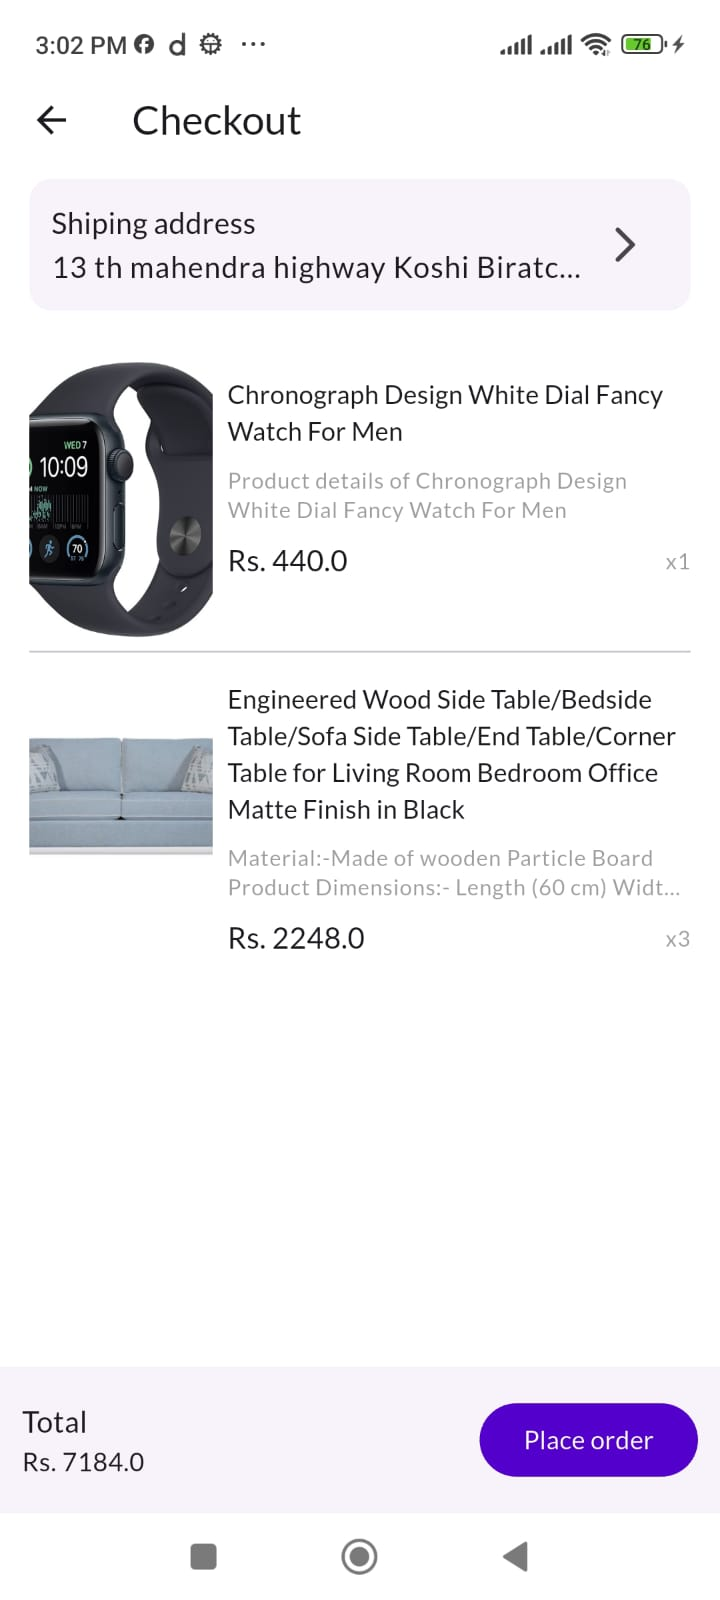 3:02 PM
76
Checkout
Shiping address
13 th mahendra highway Koshi Biratc...
WED 7
10:09
NOW
70
Chronograph Design White Dial Fancy
Watch For Men
Product details of Chronograph Design
White Dial Fancy Watch For Men
Rs. 440.0
x1
Engineered Wood Side Table/Bedside
Table/Sofa Side Table/End Table/Corner
Table for Living Room Bedroom Office
Matte Finish in Black
Material:-Made of wooden Particle Board
Product Dimensions:- Length (60 cm) Widt...
Rs. 2248.0
x3
Total
Rs. 7184.0
Place order